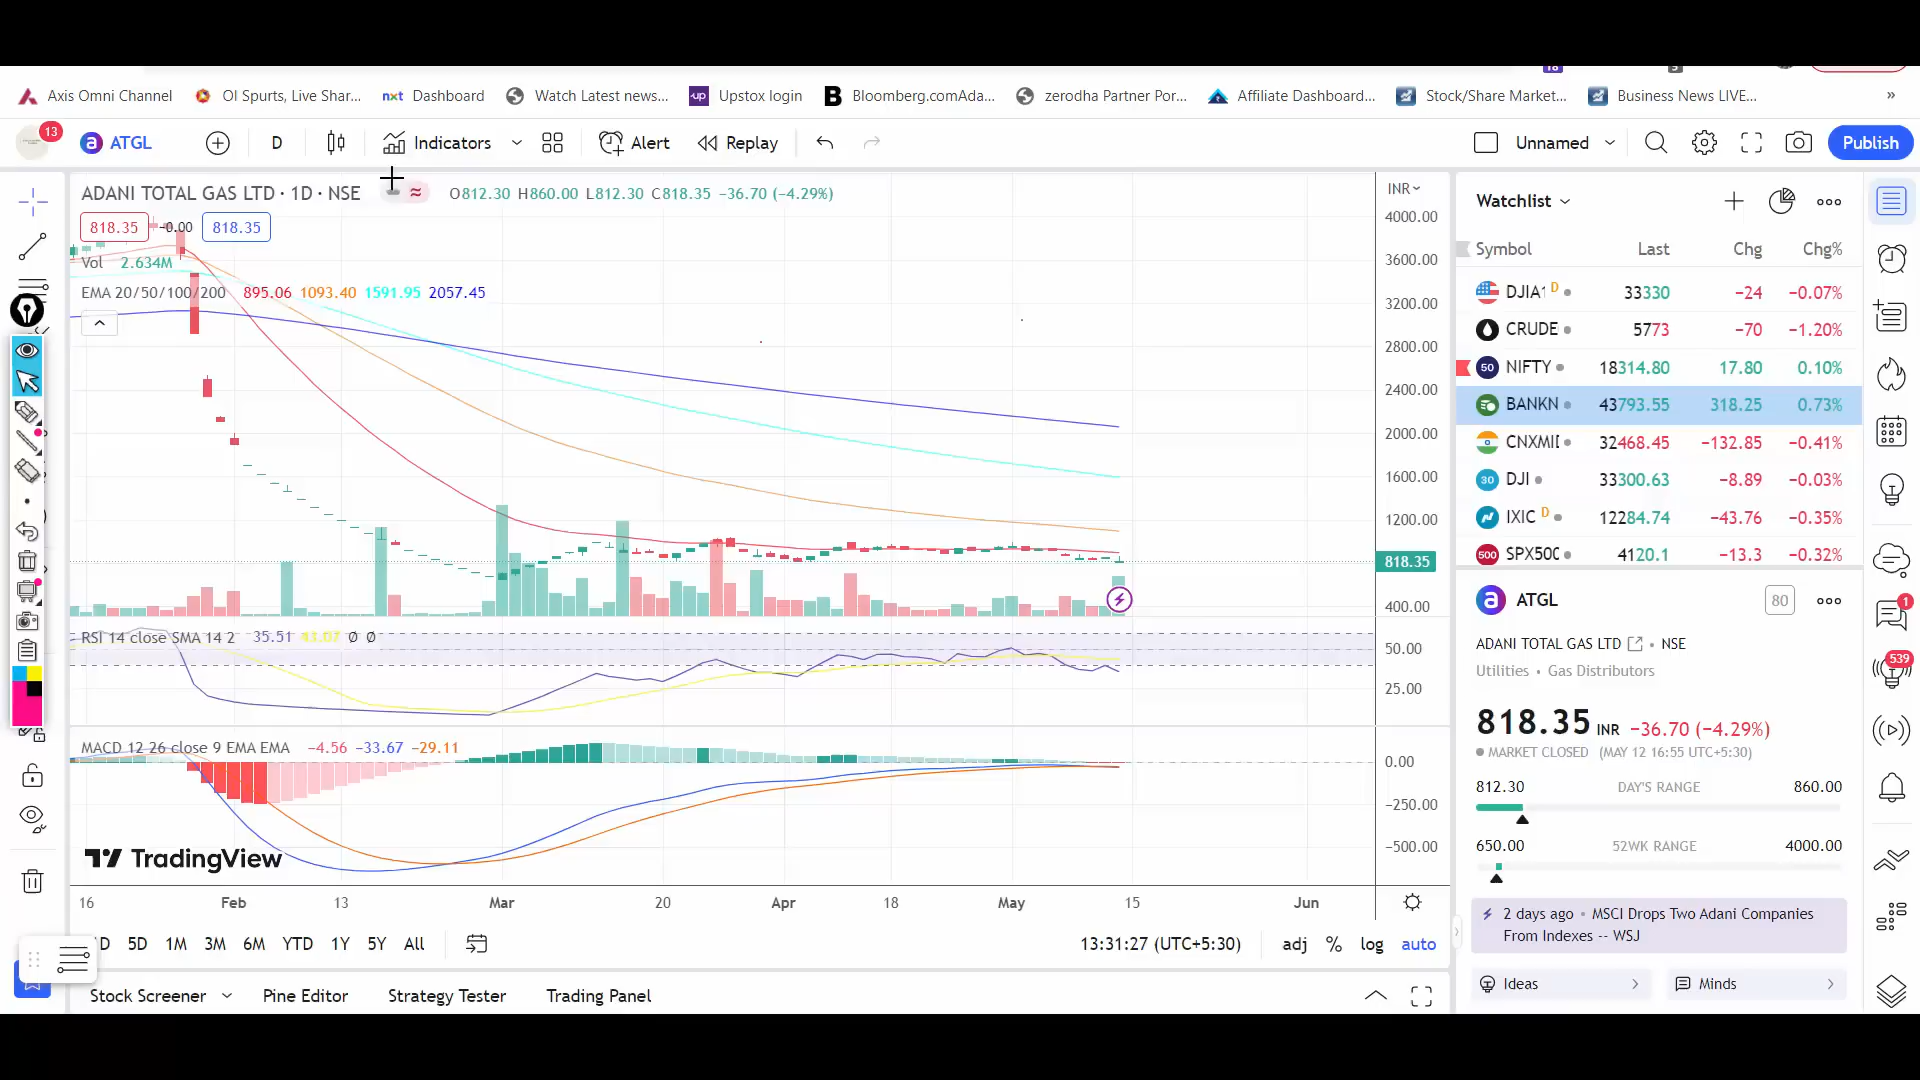 Axis Omni Channel OI Spurts, Live Shar... nxt Dashboard Watch Latest news... up Upstox login B Bloomberg.comAda... zerodha Partner Por... Affiliate Dashboard... Stock/Share Market... Business News LIVE... »
13 a ATGL D Indicators Alert Replay Unnamed Publish
ADANI TOTAL GAS LTD · 1D · NSE O812.30 H860.00 L812.30 C818.35 −36.70 (−4.29%)
818.35 −0.00 818.35
Vol 2.634M
EMA 20/50/100/200 895.06 1093.40 1591.95 2057.45
INR
4000.00
3600.00
3200.00
2800.00
2400.00
2000.00
1600.00
1200.00
818.35
400.00
RSI 14 close SMA 14 2 35.51 Ø Ø
50.00
25.00
MACD 12 26 close 9 EMA EMA −4.56 −33.67 −29.11
0.00
−250.00
−500.00
TradingView
16 Feb 13 Mar 20 Apr 18 May 15 Jun
D 5D 1M 3M 6M YTD 1Y 5Y All 13:31:27 (UTC+5:30) adj % log auto
Stock Screener Pine Editor Strategy Tester Trading Panel
Watchlist
Symbol Last Chg Chg%
DJIA D 33330 −24 −0.07%
CRUDE 5773 −70 −1.20%
50 NIFTY 18314.80 17.80 0.10%
BANKN 43793.55 318.25 0.73%
CNXMI 32468.45 −132.85 −0.41%
30 DJI 33300.63 −8.89 −0.03%
IXIC D 12284.74 −43.76 −0.35%
500 SPX500 4120.1 −13.3 −0.32%
a ATGL 80
ADANI TOTAL GAS LTD • NSE
Utilities • Gas Distributors
818.35 INR −36.70 (−4.29%)
MARKET CLOSED (MAY 12 16:55 UTC+5:30)
812.30 DAY'S RANGE 860.00
650.00 52WK RANGE 4000.00
2 days ago • MSCI Drops Two Adani Companies
From Indexes -- WSJ
Ideas Minds
1
539